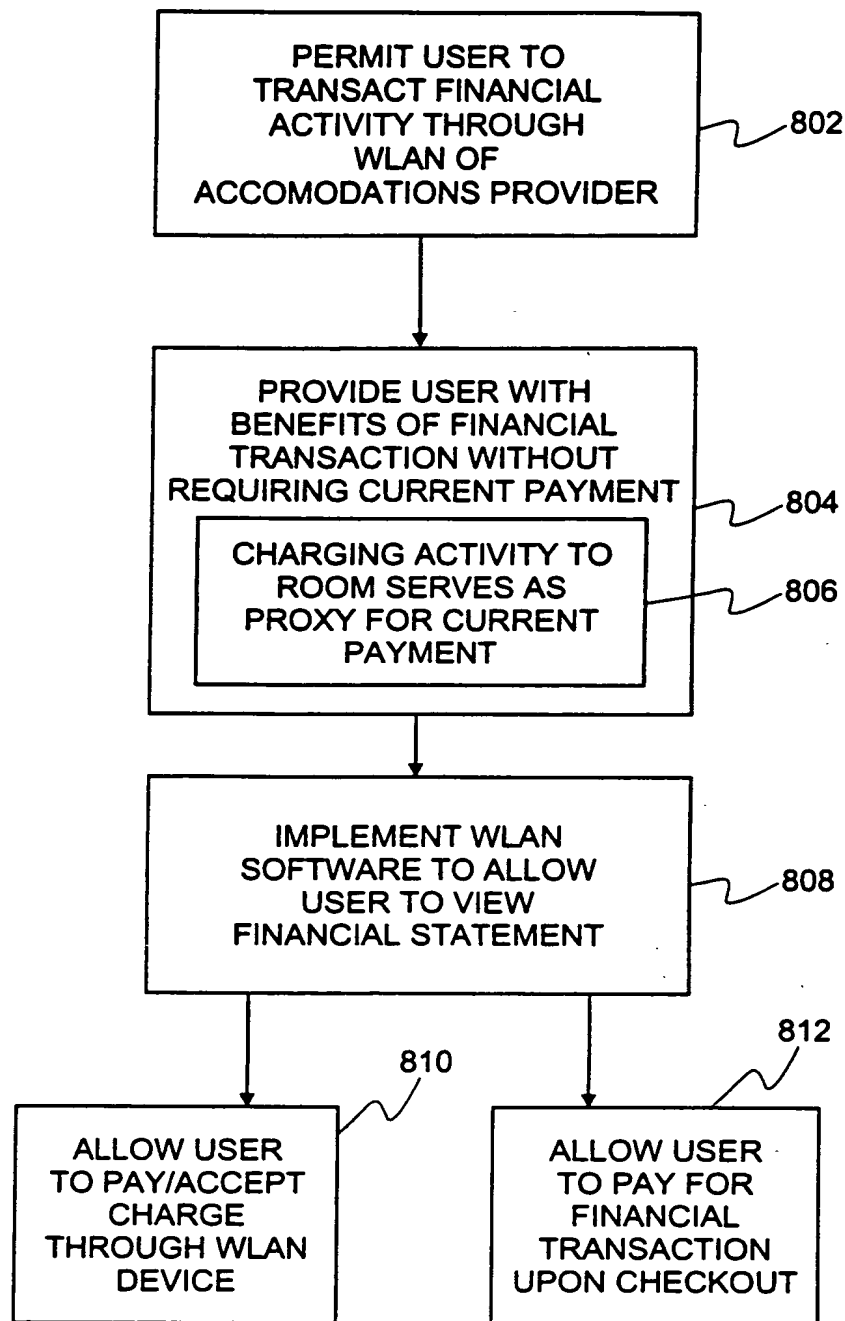 PERMIT USER TO
TRANSACT FINANCIAL
ACTIVITY THROUGH
WLAN OF
ACCOMODATIONS PROVIDER
802
PROVIDE USER WITH
BENEFITS OF FINANCIAL
TRANSACTION WITHOUT
REQUIRING CURRENT PAYMENT
804
CHARGING ACTIVITY TO
ROOM SERVES AS
PROXY FOR CURRENT
PAYMENT
806
IMPLEMENT WLAN
SOFTWARE TO ALLOW
USER TO VIEW
FINANCIAL STATEMENT
808
810
ALLOW USER
TO PAY/ACCEPT
CHARGE
THROUGH WLAN
DEVICE
812
ALLOW USER
TO PAY FOR
FINANCIAL
TRANSACTION
UPON CHECKOUT